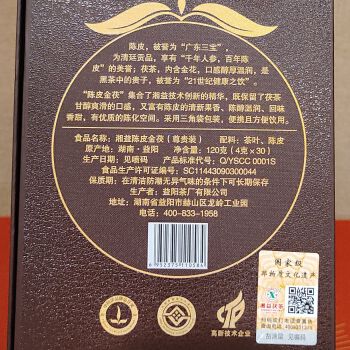 陈皮，被誉为“广东三宝”，
为清廷贡品，享有“千年人参，百年陈
皮”的美誉；茯茶，内含金花，口感醇厚温润，是
黑茶中的贵子，被誉为“21世纪健康之饮”。
“陈皮金茯”集合了湘益技术创新的精华，既保留了茯茶
甘醇爽滑的口感，又富有陈皮的清新果香、陈醇温润、回味
香甜，有优质的陈化空间。采用三角袋包装，便携且方便饮用。
食品名称：湘益陈皮金茯（尊贵装）  配料：茶叶、陈皮
原产地：湖南·益阳  净含量：120克（4克×30）
生产日期：见喷码  产品标准代号：Q/YSCC 0001S
食品生产许可证编号：SC11443090300044
保质期：在清洁防潮无异气味的条件下可长期保存
生产者：益阳茶厂有限公司
地址：湖南省益阳市赫山区龙岭工业园
电话：400-833-1958
6932375110586
高新技术企业
国家级
非物质文化遗产
湘益茯茶